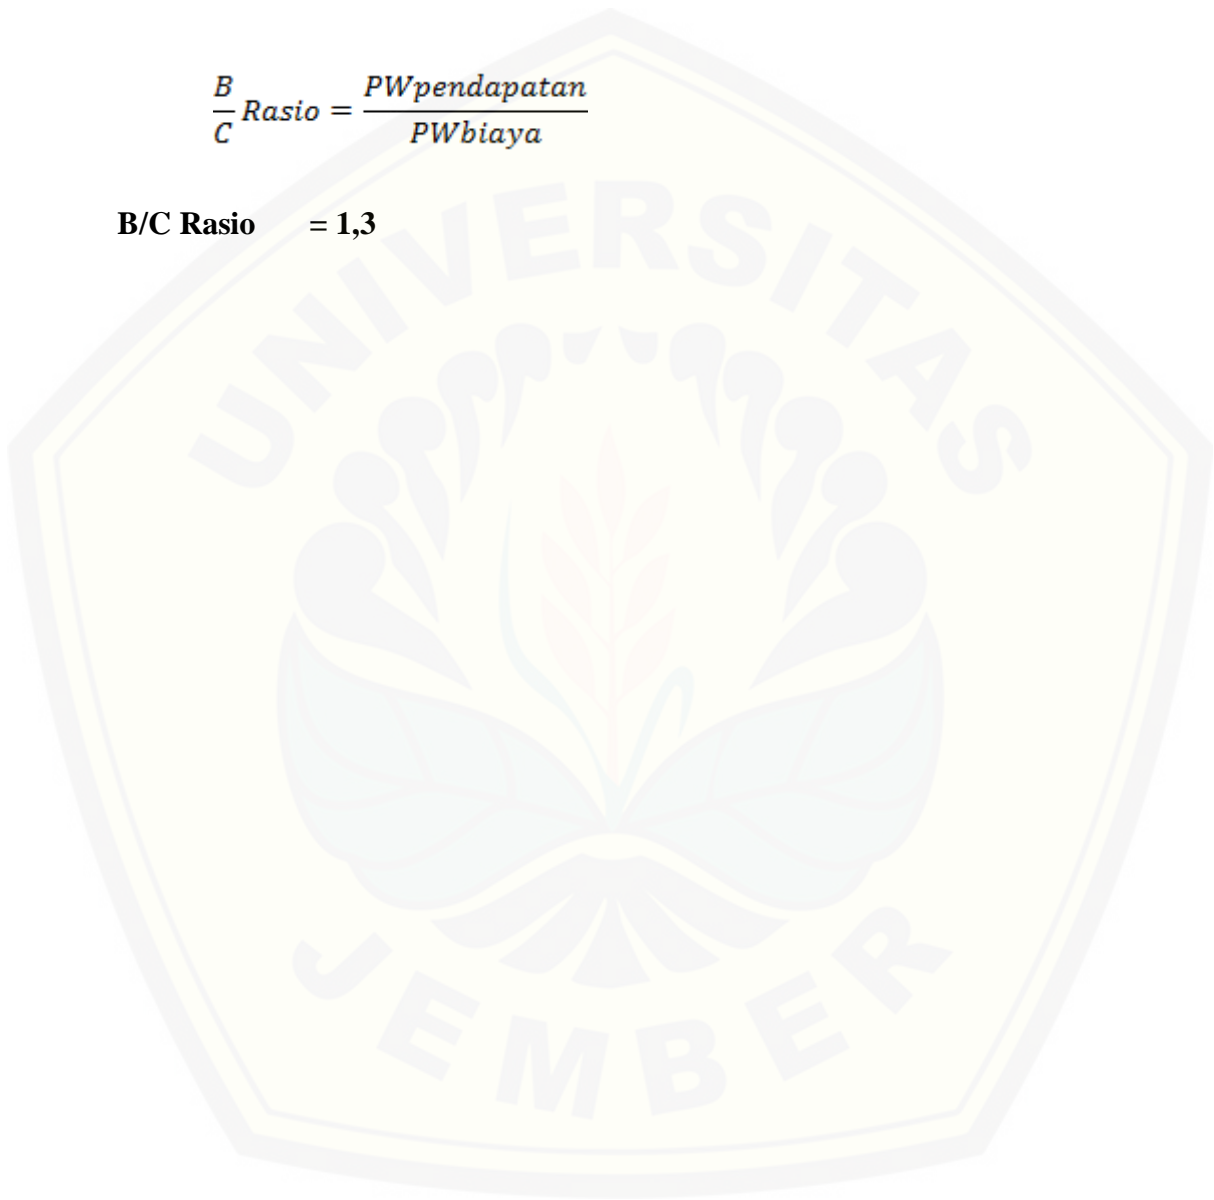 B/C Rasio = PWpendapatan/PWbiaya
B/C Rasio = 1,3
UNIVERSITAS
JEMBER